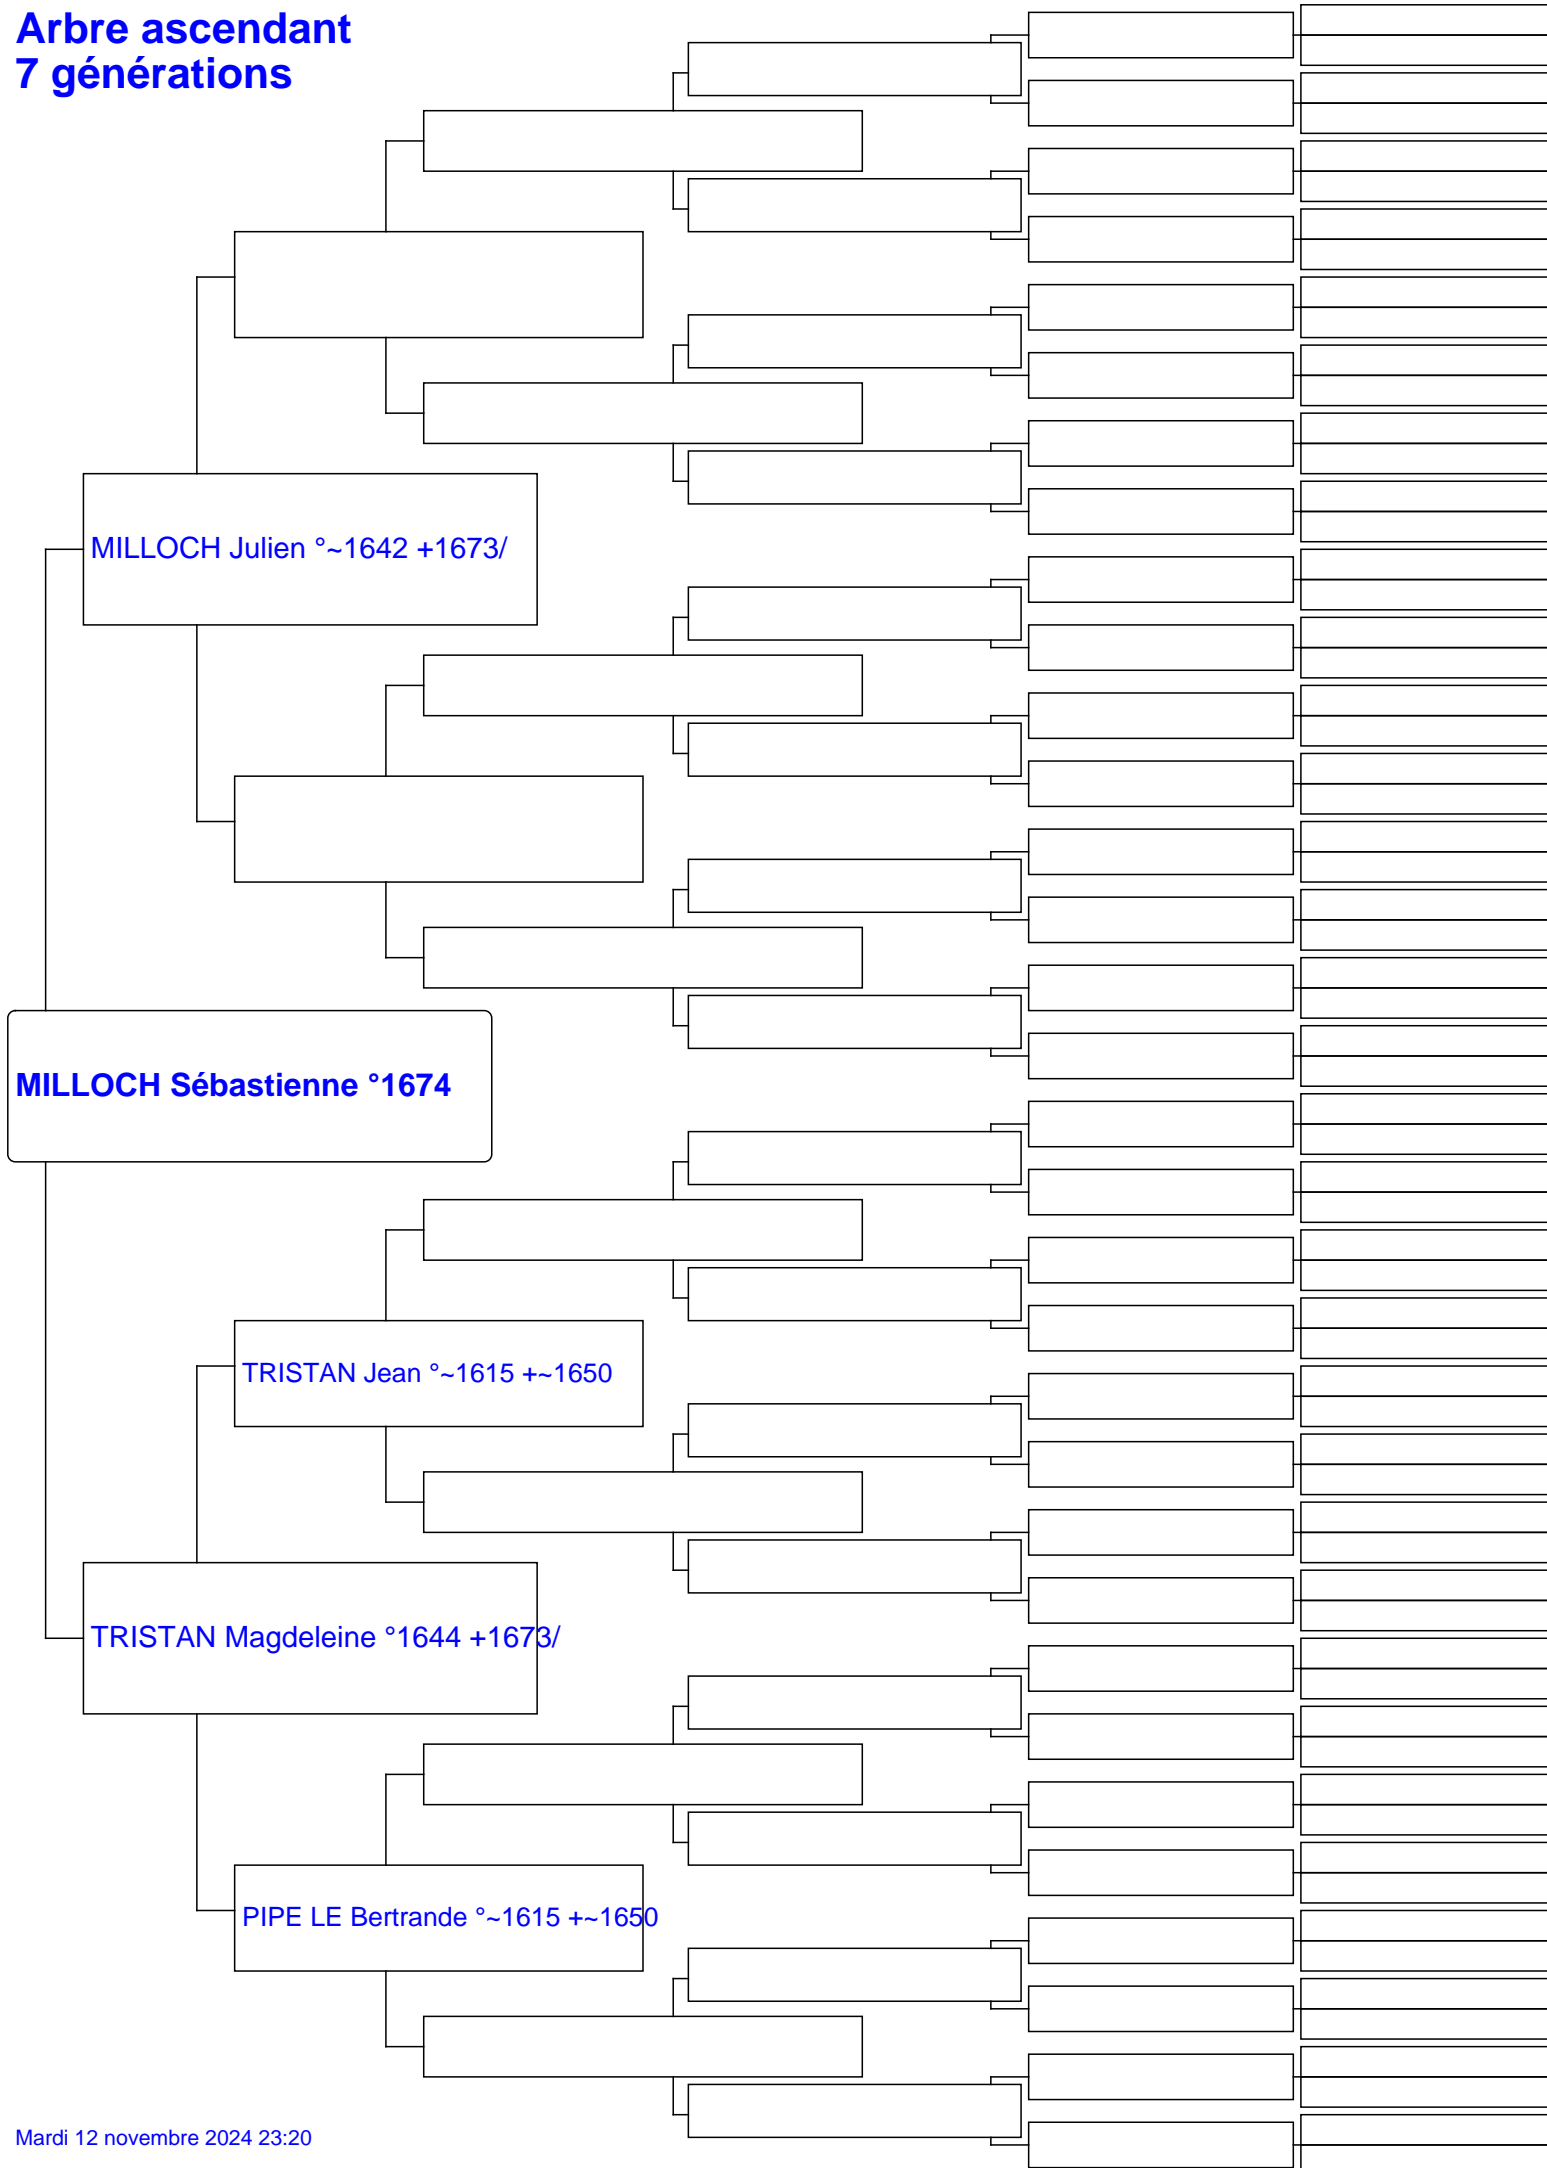 Arbre ascendant
7 générations
MILLOCH Julien °~1642 +1673/
MILLOCH Sébastienne °1674
TRISTAN Jean °~1615 +~1650
TRISTAN Magdeleine °1644 +1673/
PIPE LE Bertrande °~1615 +~1650
Mardi 12 novembre 2024 23:20